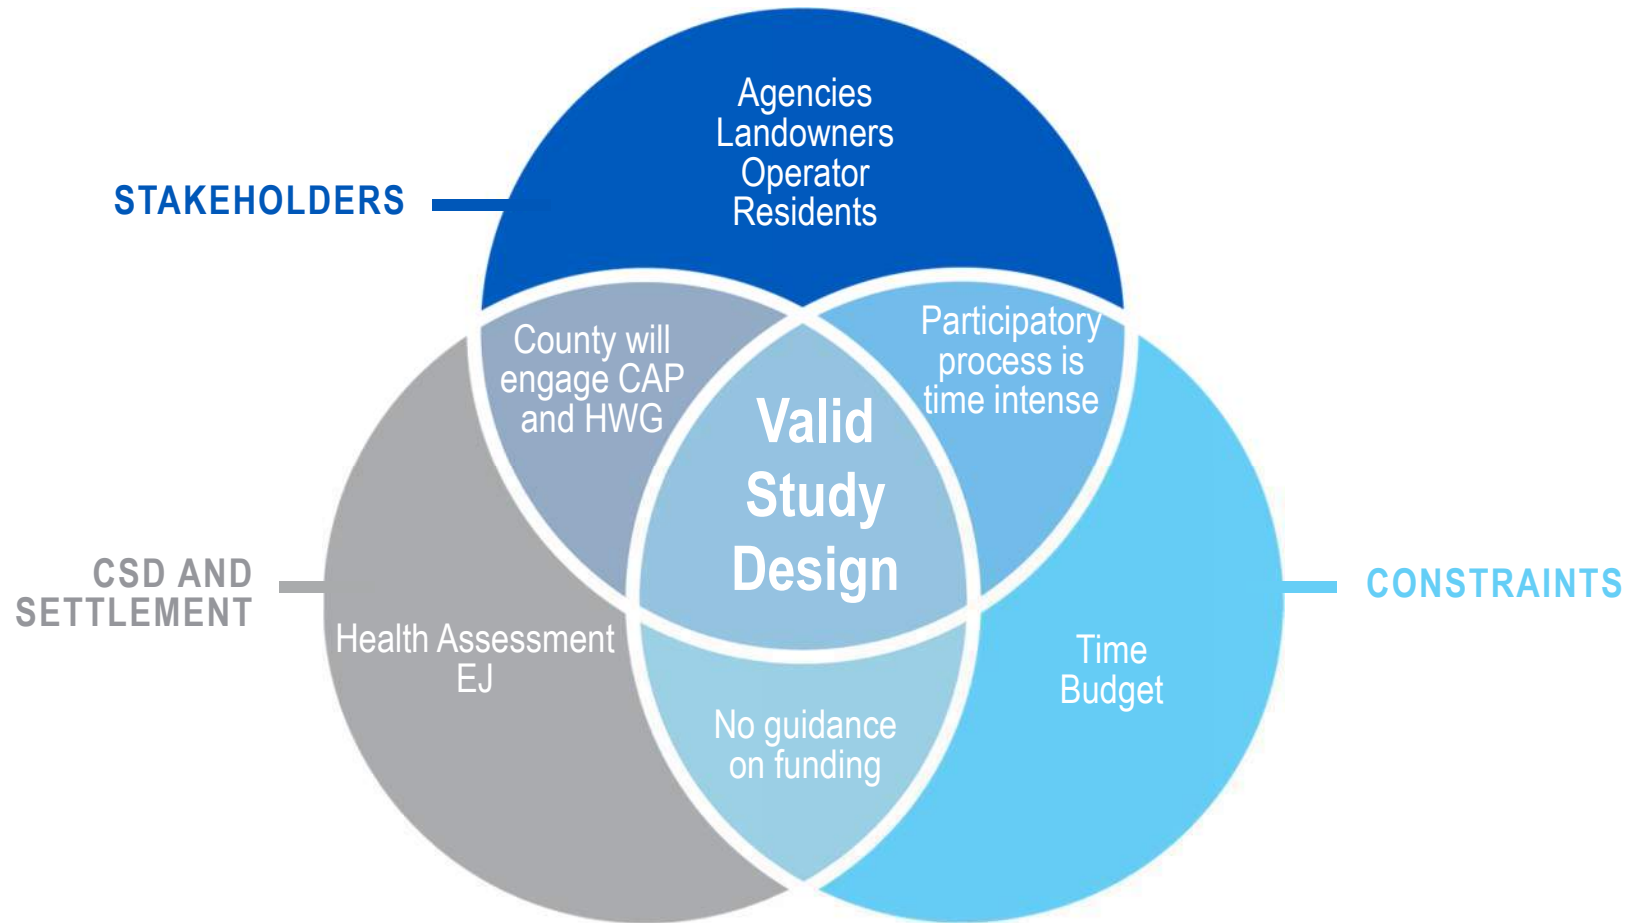 Agencies
Landowners
Operator
Residents
STAKEHOLDERS
County will
engage CAP
and HWG
Participatory
process is
time intense
Valid
Study
Design
CSD AND
SETTLEMENT
CONSTRAINTS
Health Assessment
EJ
Time
Budget
No guidance
on funding